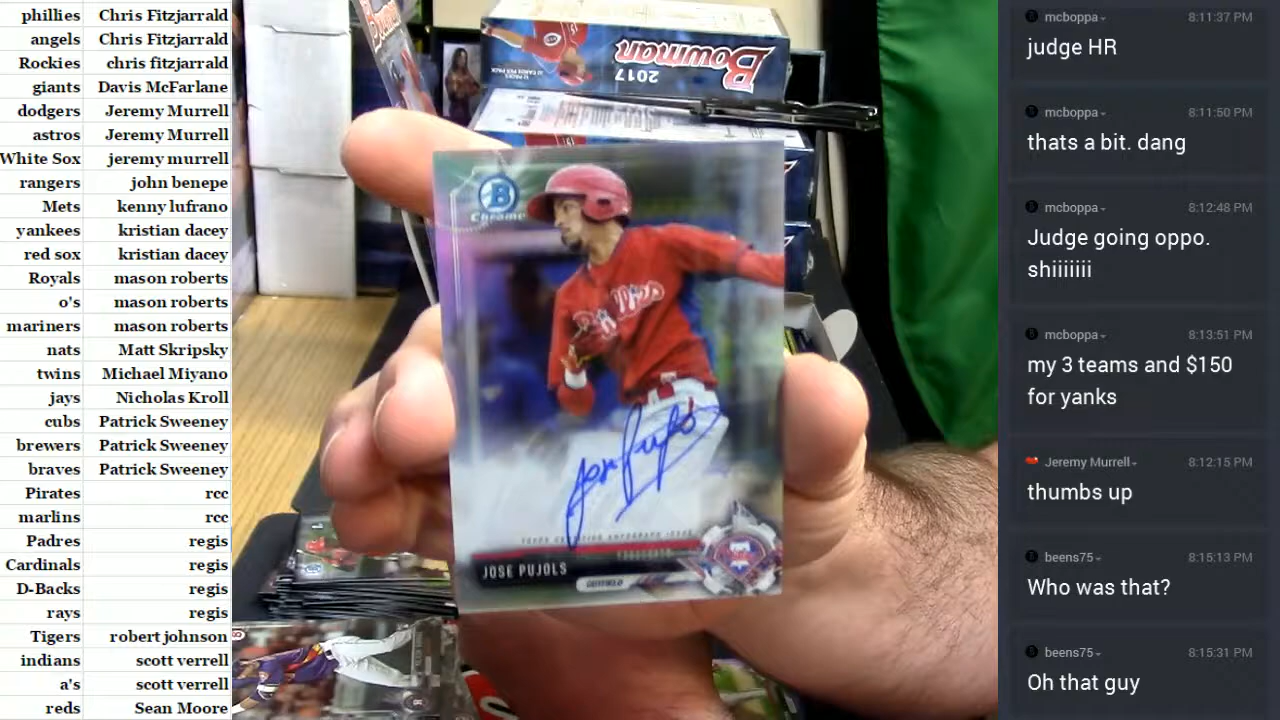 phillies Chris Fitzjarrald
angels Chris Fitzjarrald
Rockies chris fitzjarrald
giants Davis McFarlane
dodgers Jeremy Murrell
astros Jeremy Murrell
White Sox jeremy murrell
rangers john benepe
Mets kenny lufrano
yankees kristian dacey
red sox kristian dacey
Royals mason roberts
o's mason roberts
mariners mason roberts
nats Matt Skripsky
twins Michael Miyano
jays Nicholas Kroll
cubs Patrick Sweeney
brewers Patrick Sweeney
braves Patrick Sweeney
Pirates rcc
marlins rcc
Padres regis
Cardinals regis
D-Backs regis
rays regis
Tigers robert johnson
indians scott verrell
a's scott verrell
reds Sean Moore
Bowman
2017
B
Chrome
Phillies
Jose Pujols
JOSE PUJOLS
OUTFIELD
mcboppa 8:11:37 PM
judge HR
mcboppa 8:11:50 PM
thats a bit. dang
mcboppa 8:12:48 PM
Judge going oppo.
shiiiiiii
mcboppa 8:13:51 PM
my 3 teams and $150
for yanks
Jeremy Murrell 8:12:15 PM
thumbs up
beens75 8:15:13 PM
Who was that?
beens75 8:15:31 PM
Oh that guy